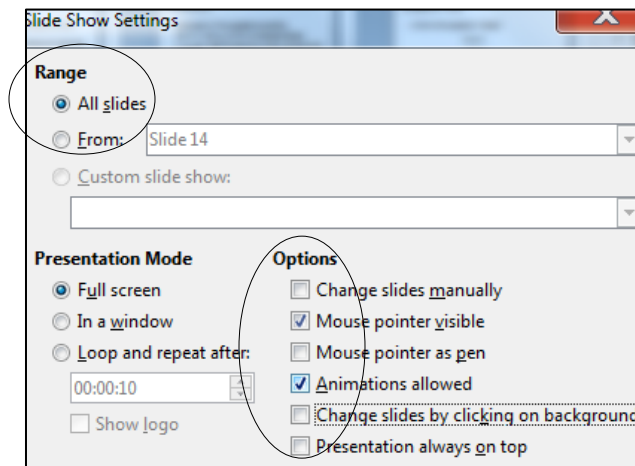 Slide Show Settings
Range
All slides
From: Slide 14
Custom slide show:
Presentation Mode
Full screen
In a window
Loop and repeat after:
00:00:10
Show logo
Options
Change slides manually
Mouse pointer visible
Mouse pointer as pen
Animations allowed
Change slides by clicking on background
Presentation always on top